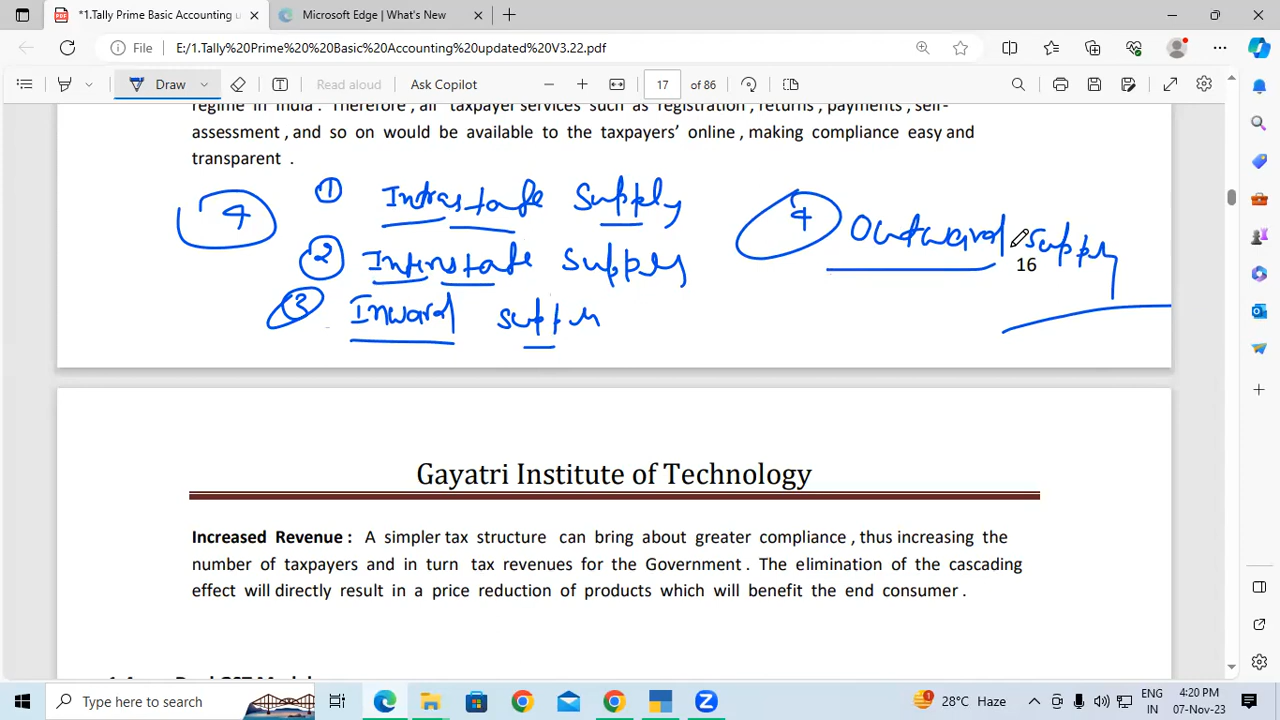 *1.Tally Prime Basic Accounting u
Microsoft Edge | What's New
File E:/1.Tally%20Prime%20%20Basic%20Accounting%20updated%20V3.22.pdf
Draw Read aloud Ask Copilot 17 of 86
regime in India . Therefore , all taxpayer services such as registration , returns , payments , self-
assessment , and so on would be available to the taxpayers’ online , making compliance easy and
transparent .
4 1 Intrastate Supply
2 Interstate Supply
3 Inward supply
4 Outward Supply
16
Gayatri Institute of Technology
Increased Revenue : A simpler tax structure can bring about greater compliance , thus increasing the
number of taxpayers and in turn tax revenues for the Government . The elimination of the cascading
effect will directly result in a price reduction of products which will benefit the end consumer .
Type here to search
28°C Haze ENG IN 4:20 PM 07-Nov-23